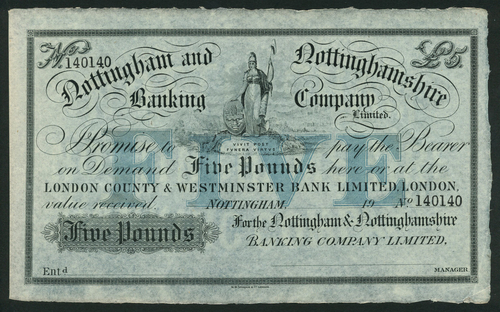 No 140140 £5
Nottingham and Nottinghamshire
Banking Company
Limited.
VIVIT POST
FUNERA VIRTUS
FIVE
Promise to pay the Bearer
on Demand Five Pounds here or at the
LONDON COUNTY & WESTMINSTER BANK LIMITED, LONDON,
value received. NOTTINGHAM 19 No 140140
For the Nottingham & Nottinghamshire
Five Pounds BANKING COMPANY LIMITED,
Entd MANAGER